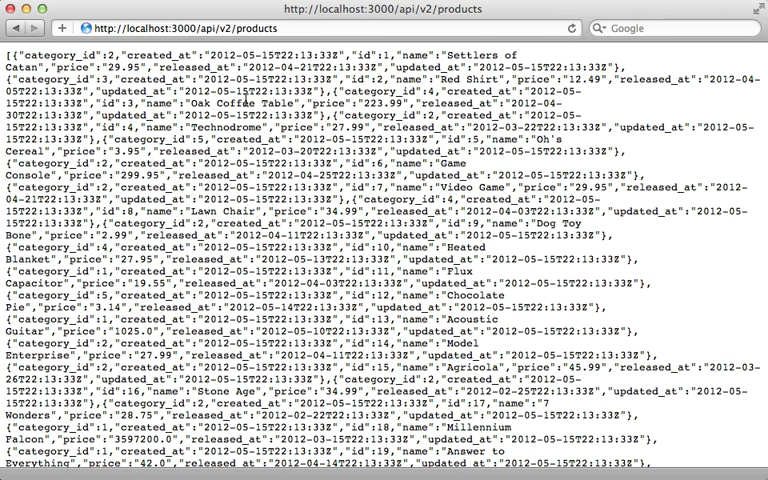 http://localhost:3000/api/v2/products
http://localhost:3000/api/v2/products
Google
[{"category_id":2,"created_at":"2012-05-15T22:13:33Z","id":1,"name":"Settlers of
Catan","price":"29.95","released_at":"2012-04-21T22:13:33Z","updated_at":"2012-05-15T22:13:33Z"},
{"category_id":3,"created_at":"2012-05-15T22:13:33Z","id":2,"name":"Red Shirt","price":"12.49","released_at":"2012-04-
05T22:13:33Z","updated_at":"2012-05-15T22:13:33Z"},{"category_id":4,"created_at":"2012-05-
15T22:13:33Z","id":3,"name":"Oak Coffee Table","price":"223.99","released_at":"2012-04-
30T22:13:33Z","updated_at":"2012-05-15T22:13:33Z"},{"category_id":2,"created_at":"2012-05-
15T22:13:33Z","id":4,"name":"Technodrome","price":"27.99","released_at":"2012-03-22T22:13:33Z","updated_at":"2012-05-
15T22:13:33Z"},{"category_id":5,"created_at":"2012-05-15T22:13:33Z","id":5,"name":"Oh's
Cereal","price":"3.95","released_at":"2012-03-20T22:13:33Z","updated_at":"2012-05-15T22:13:33Z"},
{"category_id":2,"created_at":"2012-05-15T22:13:33Z","id":6,"name":"Game
Console","price":"299.95","released_at":"2012-04-25T22:13:33Z","updated_at":"2012-05-15T22:13:33Z"},
{"category_id":2,"created_at":"2012-05-15T22:13:33Z","id":7,"name":"Video Game","price":"29.95","released_at":"2012-
04-21T22:13:33Z","updated_at":"2012-05-15T22:13:33Z"},{"category_id":4,"created_at":"2012-05-
15T22:13:33Z","id":8,"name":"Lawn Chair","price":"34.99","released_at":"2012-04-03T22:13:33Z","updated_at":"2012-05-
15T22:13:33Z"},{"category_id":2,"created_at":"2012-05-15T22:13:33Z","id":9,"name":"Dog Toy
Bone","price":"2.99","released_at":"2012-04-11T22:13:33Z","updated_at":"2012-05-15T22:13:33Z"},
{"category_id":4,"created_at":"2012-05-15T22:13:33Z","id":10,"name":"Heated
Blanket","price":"27.95","released_at":"2012-05-13T22:13:33Z","updated_at":"2012-05-15T22:13:33Z"},
{"category_id":1,"created_at":"2012-05-15T22:13:33Z","id":11,"name":"Flux
Capacitor","price":"19.55","released_at":"2012-04-03T22:13:33Z","updated_at":"2012-05-15T22:13:33Z"},
{"category_id":5,"created_at":"2012-05-15T22:13:33Z","id":12,"name":"Chocolate
Pie","price":"3.14","released_at":"2012-05-14T22:13:33Z","updated_at":"2012-05-15T22:13:33Z"},
{"category_id":1,"created_at":"2012-05-15T22:13:33Z","id":13,"name":"Acoustic
Guitar","price":"1025.0","released_at":"2012-05-10T22:13:33Z","updated_at":"2012-05-15T22:13:33Z"},
{"category_id":2,"created_at":"2012-05-15T22:13:33Z","id":14,"name":"Model
Enterprise","price":"27.99","released_at":"2012-04-11T22:13:33Z","updated_at":"2012-05-15T22:13:33Z"},
{"category_id":2,"created_at":"2012-05-15T22:13:33Z","id":15,"name":"Agricola","price":"45.99","released_at":"2012-03-
26T22:13:33Z","updated_at":"2012-05-15T22:13:33Z"},{"category_id":2,"created_at":"2012-05-
15T22:13:33Z","id":16,"name":"Stone Age","price":"34.99","released_at":"2012-02-25T22:13:33Z","updated_at":"2012-05-
15T22:13:33Z"},{"category_id":2,"created_at":"2012-05-15T22:13:33Z","id":17,"name":"7
Wonders","price":"28.75","released_at":"2012-02-22T22:13:33Z","updated_at":"2012-05-15T22:13:33Z"},
{"category_id":1,"created_at":"2012-05-15T22:13:33Z","id":18,"name":"Millennium
Falcon","price":"3597200.0","released_at":"2012-03-15T22:13:33Z","updated_at":"2012-05-15T22:13:33Z"},
{"category_id":1,"created_at":"2012-05-15T22:13:33Z","id":19,"name":"Answer to
Everything","price":"42.0","released_at":"2012-04-14T22:13:33Z","updated_at":"2012-05-15T22:13:33Z"},